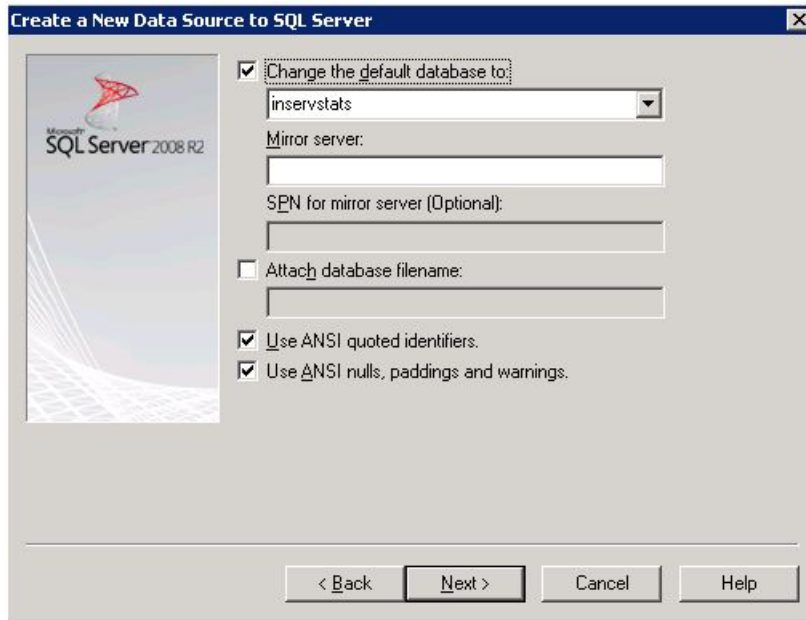 Create a New Data Source to SQL Server
Microsoft
SQL Server 2008 R2
Change the default database to:
inservstats
Mirror server:
SPN for mirror server (Optional):
Attach database filename:
Use ANSI quoted identifiers.
Use ANSI nulls, paddings and warnings.
< Back
Next >
Cancel
Help